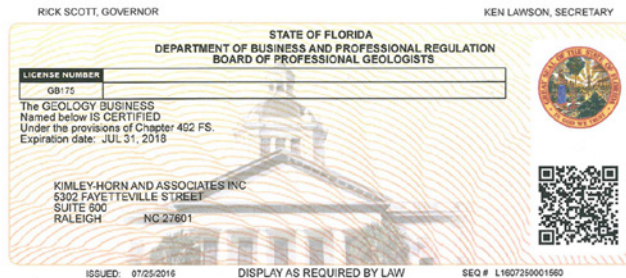 RICK SCOTT, GOVERNOR KEN LAWSON, SECRETARY
STATE OF FLORIDA
DEPARTMENT OF BUSINESS AND PROFESSIONAL REGULATION
BOARD OF PROFESSIONAL GEOLOGISTS
LICENSE NUMBER
GB175
The GEOLOGY BUSINESS
Named below IS CERTIFIED
Under the provisions of Chapter 492 FS.
Expiration date: JUL 31, 2018
KIMLEY-HORN AND ASSOCIATES INC
5302 FAYETTEVILLE STREET
SUITE 600
RALEIGH NC 27601
ISSUED: 07/25/2016 DISPLAY AS REQUIRED BY LAW SEQ # L1607250001560